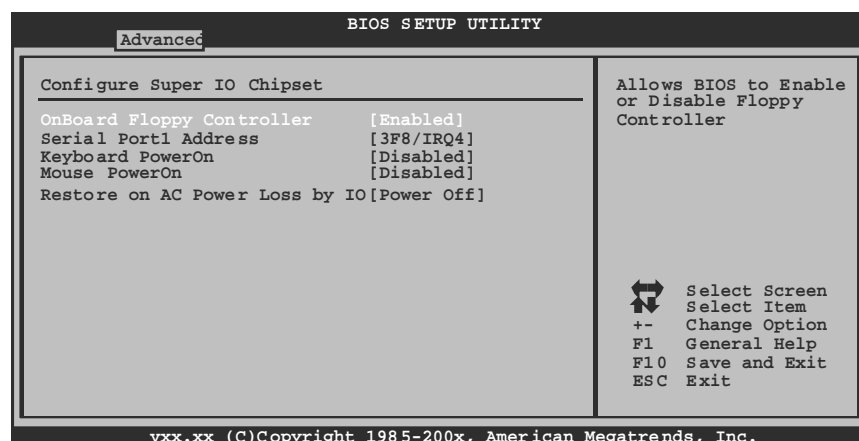 BIOS SETUP UTILITY
Advanced
Configure Super IO Chipset
OnBoard Floppy Controller [Enabled]
Serial Port1 Address [3F8/IRQ4]
Keyboard PowerOn [Disabled]
Mouse PowerOn [Disabled]
Restore on AC Power Loss by IO[Power Off]
Allows BIOS to Enable
or Disable Floppy
Controller
Select Screen
Select Item
+- Change Option
F1 General Help
F10 Save and Exit
ESC Exit
vxx.xx (C)Copyright 1985-200x, American Megatrends, Inc.